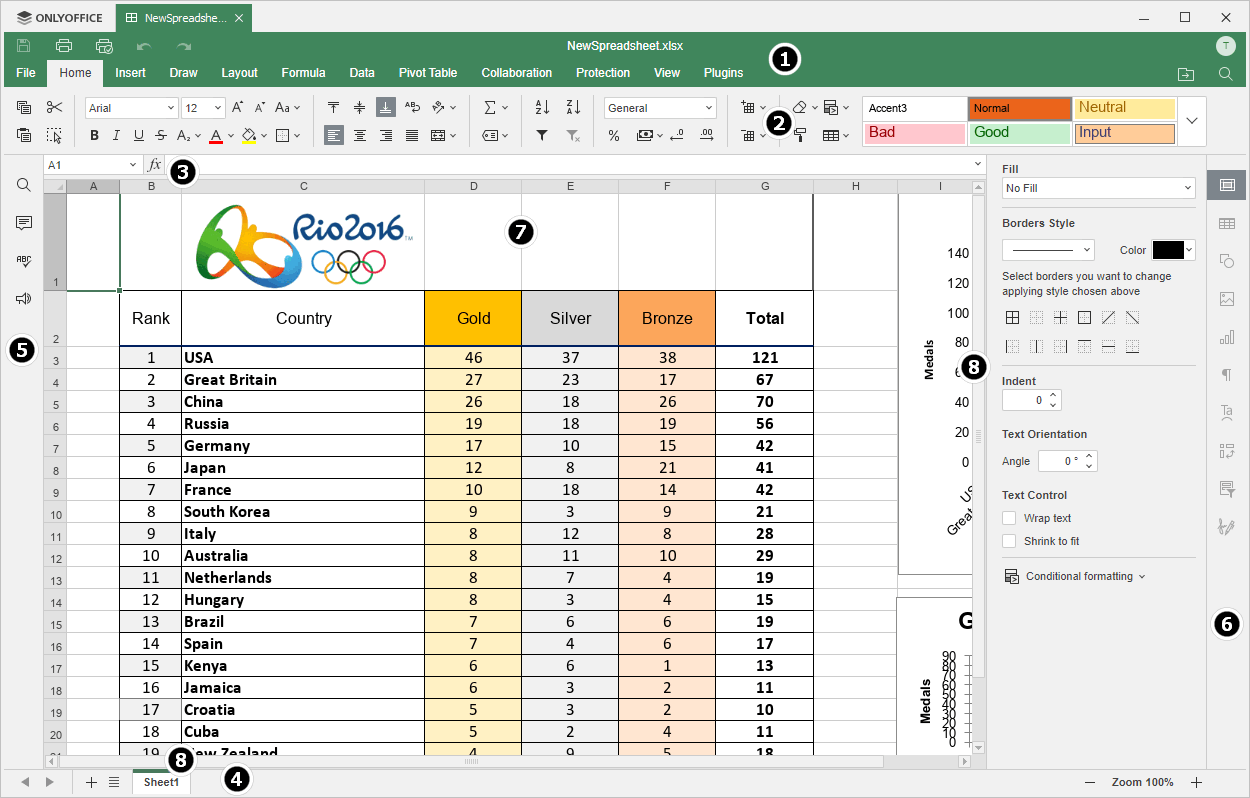 ONLYOFFICE NewSpreadshe...
NewSpreadsheet.xlsx T
File Home Insert Draw Layout Formula Data Pivot Table Collaboration Protection View Plugins
1
Arial 12 General
Accent3 Normal Neutral
Bad Good Input
2
A1 fx
3
Fill
No Fill
Borders Style
Color
Select borders you want to change
applying style chosen above
Indent
0
Text Orientation
Angle 0 °
Text Control
Wrap text
Shrink to fit
Conditional formatting
A B C D E F G H I
1 Rio2016™
7
2 Rank Country Gold Silver Bronze Total
3 1 USA 46 37 38 121
4 2 Great Britain 27 23 17 67
5 3 China 26 18 26 70
6 4 Russia 19 18 19 56
7 5 Germany 17 10 15 42
8 6 Japan 12 8 21 41
9 7 France 10 18 14 42
10 8 South Korea 9 3 9 21
11 9 Italy 8 12 8 28
12 10 Australia 8 11 10 29
13 11 Netherlands 8 7 4 19
14 12 Hungary 8 3 4 15
15 13 Brazil 7 6 6 19
16 14 Spain 7 4 6 17
17 15 Kenya 6 6 1 13
18 16 Jamaica 6 3 2 11
19 17 Croatia 5 3 2 10
20 18 Cuba 5 2 4 11
21 19 New Zealand 4 9 5 18
140
120
100
80
40
20
0
Medals
US
Great
G
90
80
70
60
50
40
30
20
10
0
Medals
5
8
6
8
4
Sheet1
Zoom 100%